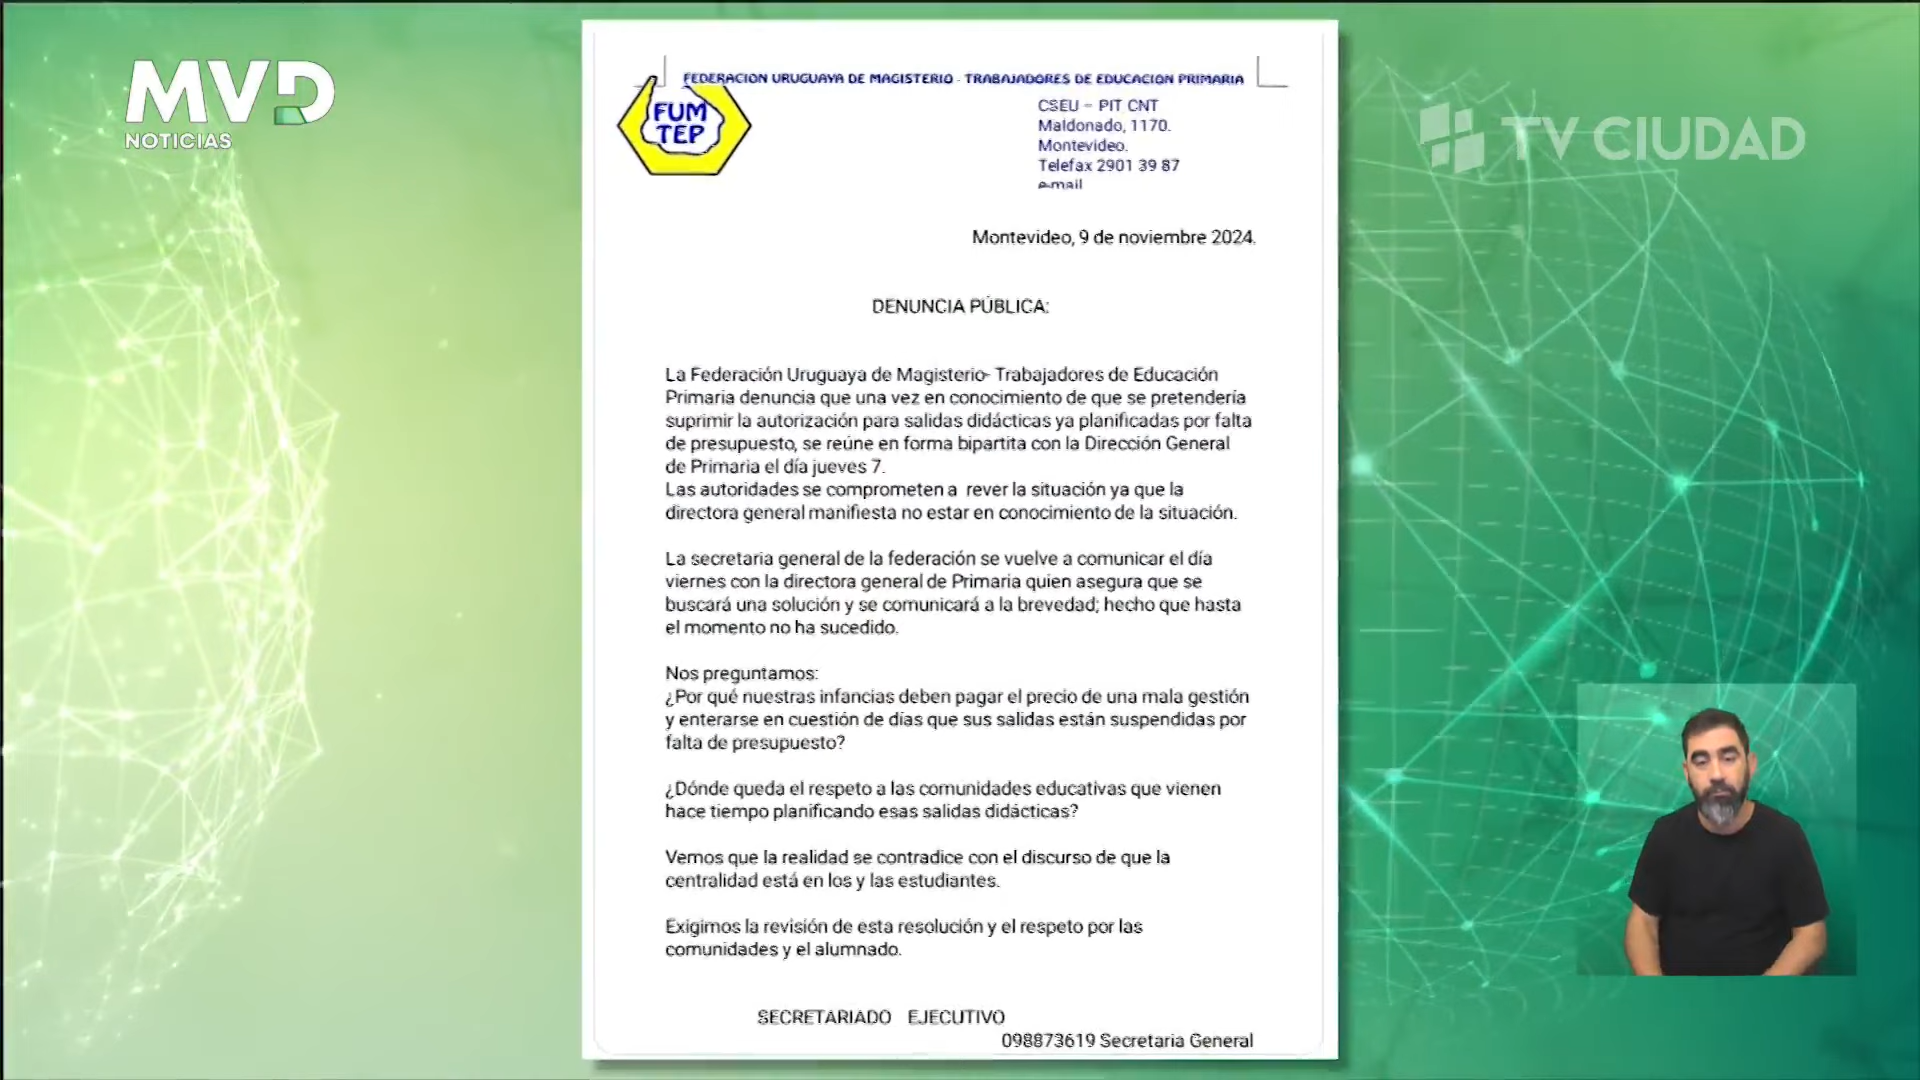 MVD
NOTICIAS
TV CIUDAD
FEDERACION URUGUAYA DE MAGISTERIO - TRABAJADORES DE EDUCACION PRIMARIA
FUM
TEP
CSEU – PIT CNT
Maldonado, 1170.
Montevideo.
Telefax 2901 39 87
e-mail
Montevideo, 9 de noviembre 2024.
DENUNCIA PÚBLICA:
La Federación Uruguaya de Magisterio- Trabajadores de Educación
Primaria denuncia que una vez en conocimiento de que se pretendería
suprimir la autorización para salidas didácticas ya planificadas por falta
de presupuesto, se reúne en forma bipartita con la Dirección General
de Primaria el día jueves 7.
Las autoridades se comprometen a rever la situación ya que la
directora general manifiesta no estar en conocimiento de la situación.
La secretaria general de la federación se vuelve a comunicar el día
viernes con la directora general de Primaria quien asegura que se
buscará una solución y se comunicará a la brevedad; hecho que hasta
el momento no ha sucedido.
Nos preguntamos:
¿Por qué nuestras infancias deben pagar el precio de una mala gestión
y enterarse en cuestión de días que sus salidas están suspendidas por
falta de presupuesto?
¿Dónde queda el respeto a las comunidades educativas que vienen
hace tiempo planificando esas salidas didácticas?
Vemos que la realidad se contradice con el discurso de que la
centralidad está en los y las estudiantes.
Exigimos la revisión de esta resolución y el respeto por las
comunidades y el alumnado.
SECRETARIADO EJECUTIVO
098873619 Secretaria General